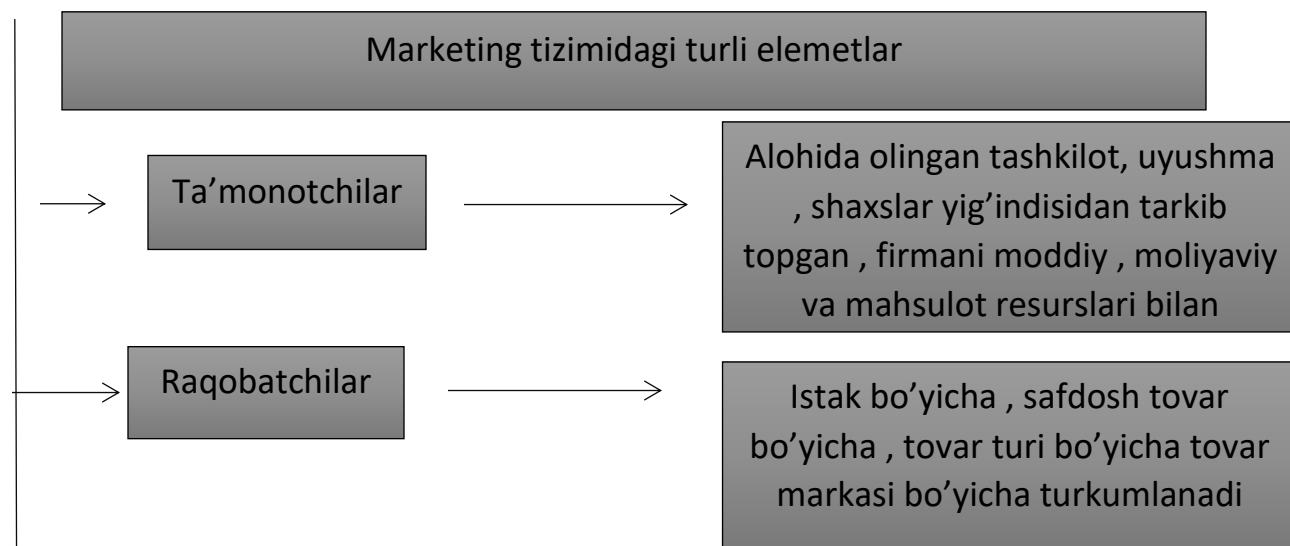 Marketing tizimidagi turli elemetlar
Ta’monotchilar
Alohida olingan tashkilot, uyushma
, shaxslar yig’indisidan tarkib
topgan , firmani moddiy , moliyaviy
va mahsulot resurslari bilan
Raqobatchilar
Istak bo’yicha , safdosh tovar
bo’yicha , tovar turi bo’yicha tovar
markasi bo’yicha turkumlanadi